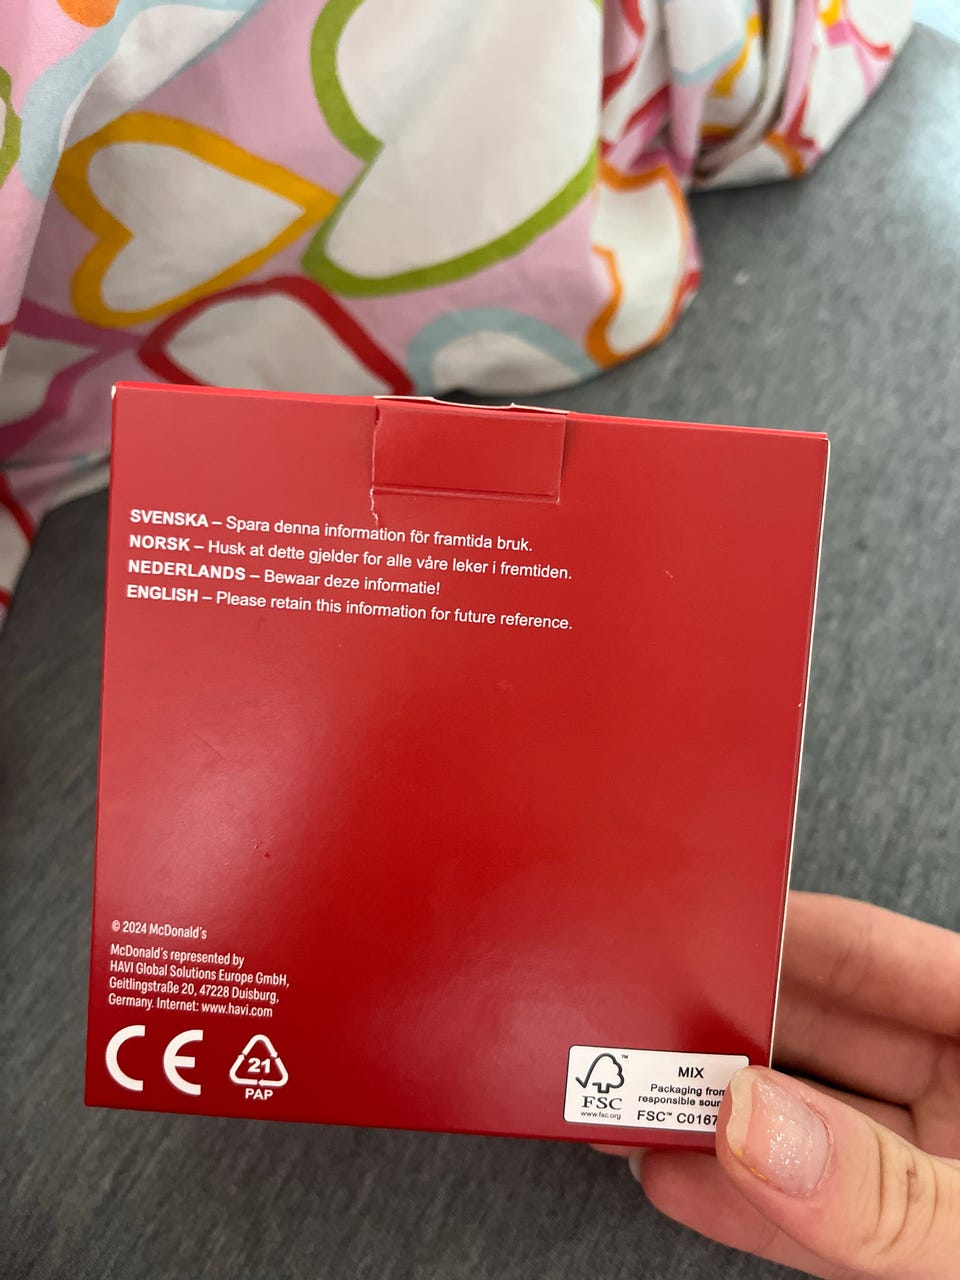 SVENSKA – Spara denna information för framtida bruk.
NORSK – Husk at dette gjelder for alle våre leker i fremtiden.
NEDERLANDS – Bewaar deze informatie!
ENGLISH – Please retain this information for future reference.
© 2024 McDonald's
McDonald's represented by
HAVI Global Solutions Europe GmbH,
Geitlingstraße 20, 47228 Duisburg,
Germany. Internet: www.havi.com
CE
21
PAP
FSC
www.fsc.org
™
MIX
Packaging from
responsible
FSC™